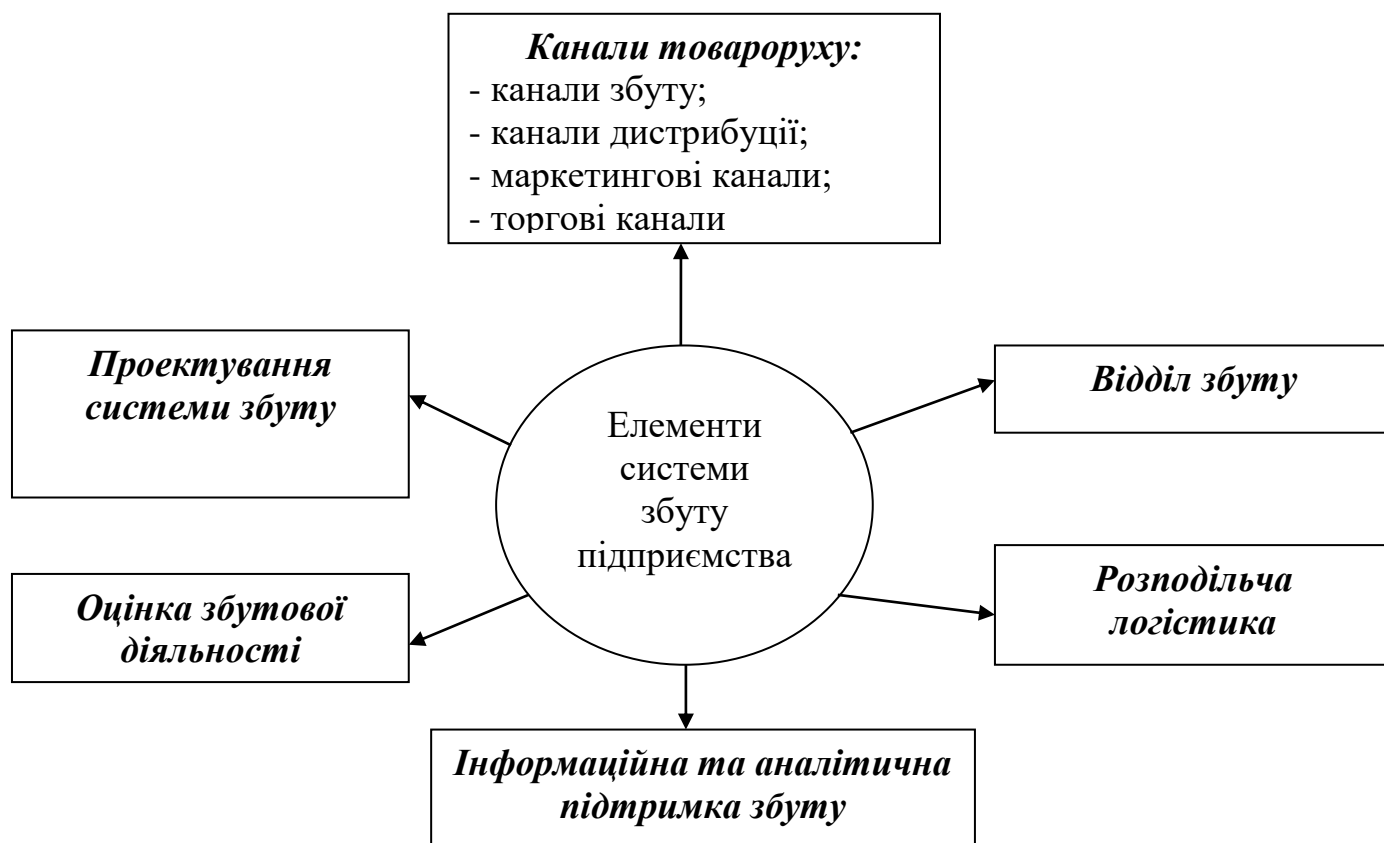 Канали товароруху:
- канали збуту;
- канали дистрибуції;
- маркетингові канали;
- торгові канали
Проектування
системи збуту
Відділ збуту
Елементи
системи
збуту
підприємства
Оцінка збутової
діяльності
Розподільча
логістика
Інформаційна та аналітична
підтримка збуту